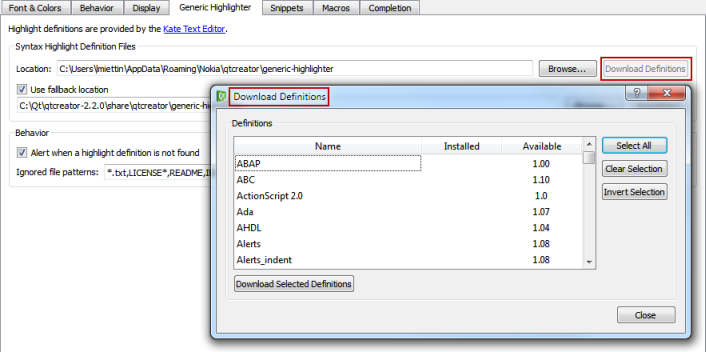 Font & Colors Behavior Display Generic Highlighter Snippets Macros Completion
Highlight definitions are provided by the Kate Text Editor.
Syntax Highlight Definition Files
Location: C:\Users\lmiettin\AppData\Roaming\Nokia\qtcreator\generic-highlighter Browse... Download Definitions
Use fallback location
C:\Qt\qtcreator-2.2.0\share\qtcreator\generic-hi
Behavior
Alert when a highlight definition is not found
Ignored file patterns: *.txt,LICENSE*,README,I
Download Definitions
Definitions
Name Installed Available
ABAP 1.00
ABC 1.10
ActionScript 2.0 1.0
Ada 1.07
AHDL 1.04
Alerts 1.08
Alerts_indent 1.08
Select All
Clear Selection
Invert Selection
Download Selected Definitions
Close